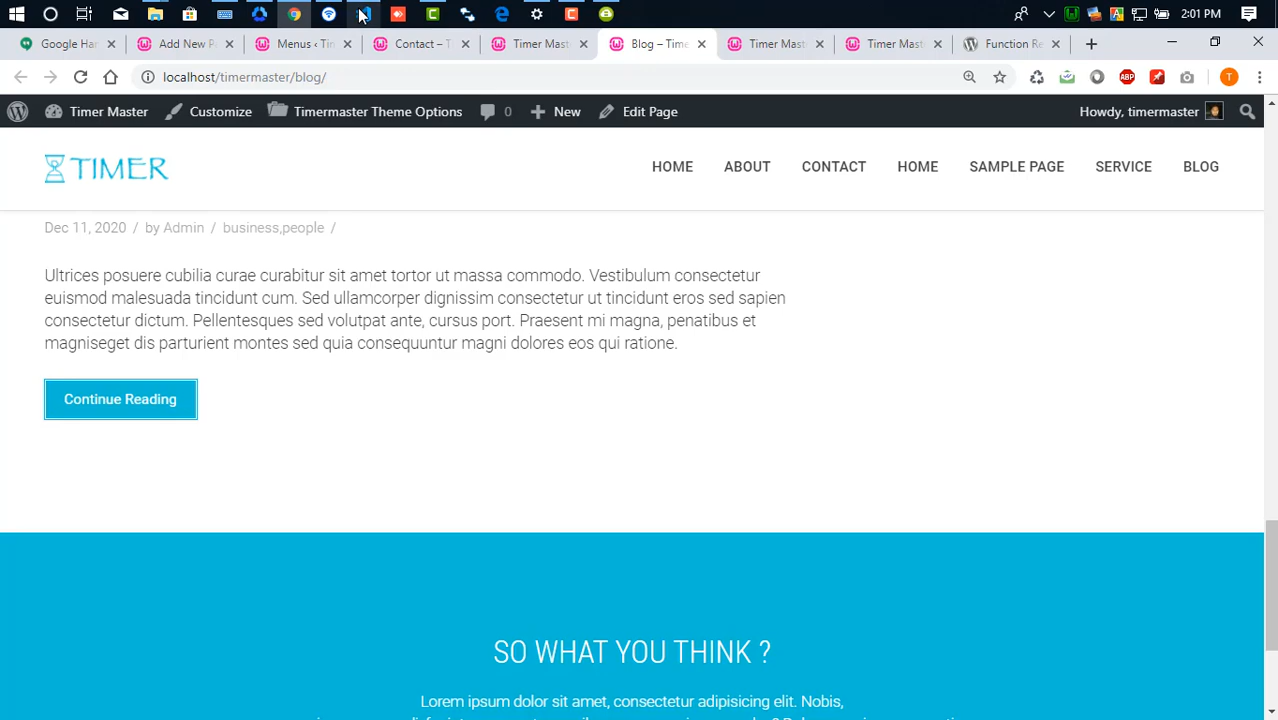 2:01 PM
Google Ha
Add New P
Menus ‹ Tin
Contact – T
Timer Mast
Blog – Time
Timer Mast
Timer Mast
Function Re
localhost/timermaster/blog/
ABP
T
Timer Master
Customize
Timermaster Theme Options
0
New
Edit Page
Howdy, timermaster
TIMER
HOME
ABOUT
CONTACT
HOME
SAMPLE PAGE
SERVICE
BLOG
Dec 11, 2020 / by Admin / business,people /
Ultrices posuere cubilia curae curabitur sit amet tortor ut massa commodo. Vestibulum consectetur
euismod malesuada tincidunt cum. Sed ullamcorper dignissim consectetur ut tincidunt eros sed sapien
consectetur dictum. Pellentesques sed volutpat ante, cursus port. Praesent mi magna, penatibus et
magniseget dis parturient montes sed quia consequuntur magni dolores eos qui ratione.
Continue Reading
SO WHAT YOU THINK ?
Lorem ipsum dolor sit amet, consectetur adipisicing elit. Nobis,